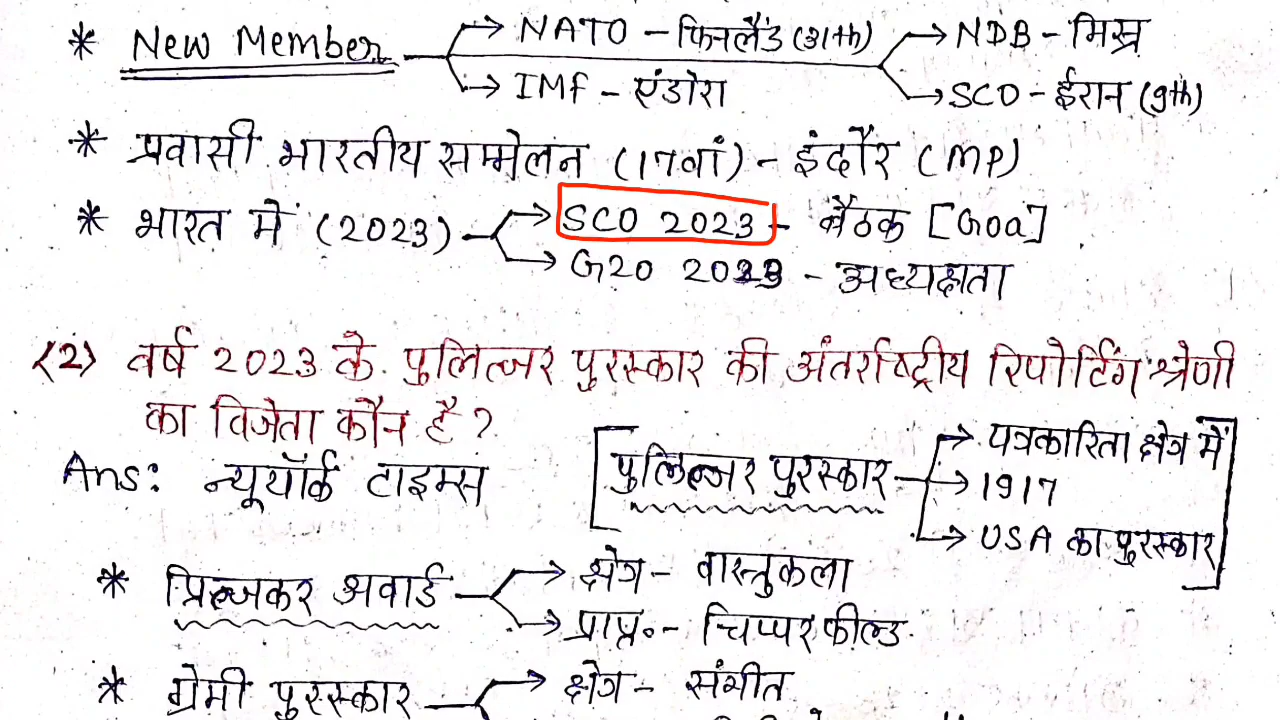 * New Member → NATO - फिनलैंड (31th) → NDB - मिस्र
→ IMF - एंडोरा → SCO - ईरान (9th)
* प्रवासी भारतीय सम्मेलन (17वां) - इंदौर (MP)
* भारत में (2023) → SCO 2023 - बैठक [Goa]
→ G20 2023 - अध्यक्षता
(2) वर्ष 2023 के पुलित्जर पुरस्कार की अंतर्राष्ट्रीय रिपोर्टिंग श्रेणी
का विजेता कौन है?
Ans: न्यूयॉर्क टाइम्स
[पुलित्जर पुरस्कार → पत्रकारिता क्षेत्र में
→ 1917
→ USA का पुरस्कार]
* प्रित्जकर अवार्ड → क्षेत्र - वास्तुकला
→ प्राप्त. - चिप्परफील्ड
* ग्रेमी पुरस्कार → क्षेत्र - संगीत